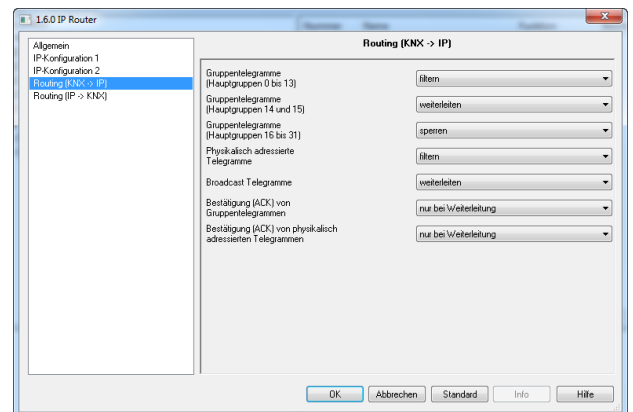 1.6.0 IP Router
Allgemein
IP-Konfiguration 1
IP-Konfiguration 2
Routing (KNX -> IP)
Routing (IP -> KNX)
Routing (KNX -> IP)
Gruppentelegramme
(Hauptgruppen 0 bis 13)
filtern
Gruppentelegramme
(Hauptgruppen 14 und 15)
weiterleiten
Gruppentelegramme
(Hauptgruppen 16 bis 31)
sperren
Physikalisch adressierte
Telegramme
filtern
Broadcast Telegramme
weiterleiten
Bestätigung (ACK) von
Gruppentelegrammen
nur bei Weiterleitung
Bestätigung (ACK) von physikalisch
adressierten Telegrammen
nur bei Weiterleitung
OK
Abbrechen
Standard
Info
Hilfe